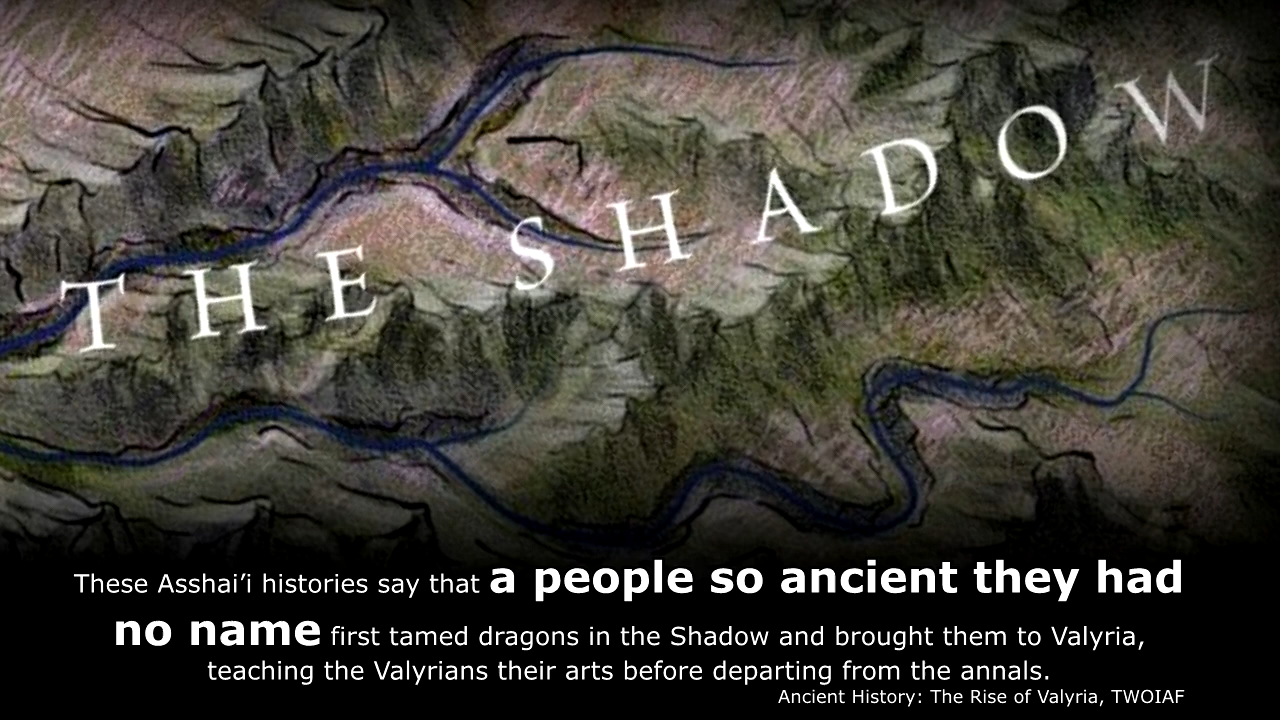 THE SHADOW
These Asshai’i histories say that a people so ancient they had
no name first tamed dragons in the Shadow and brought them to Valyria,
teaching the Valyrians their arts before departing from the annals.
Ancient History: The Rise of Valyria, TWOIAF